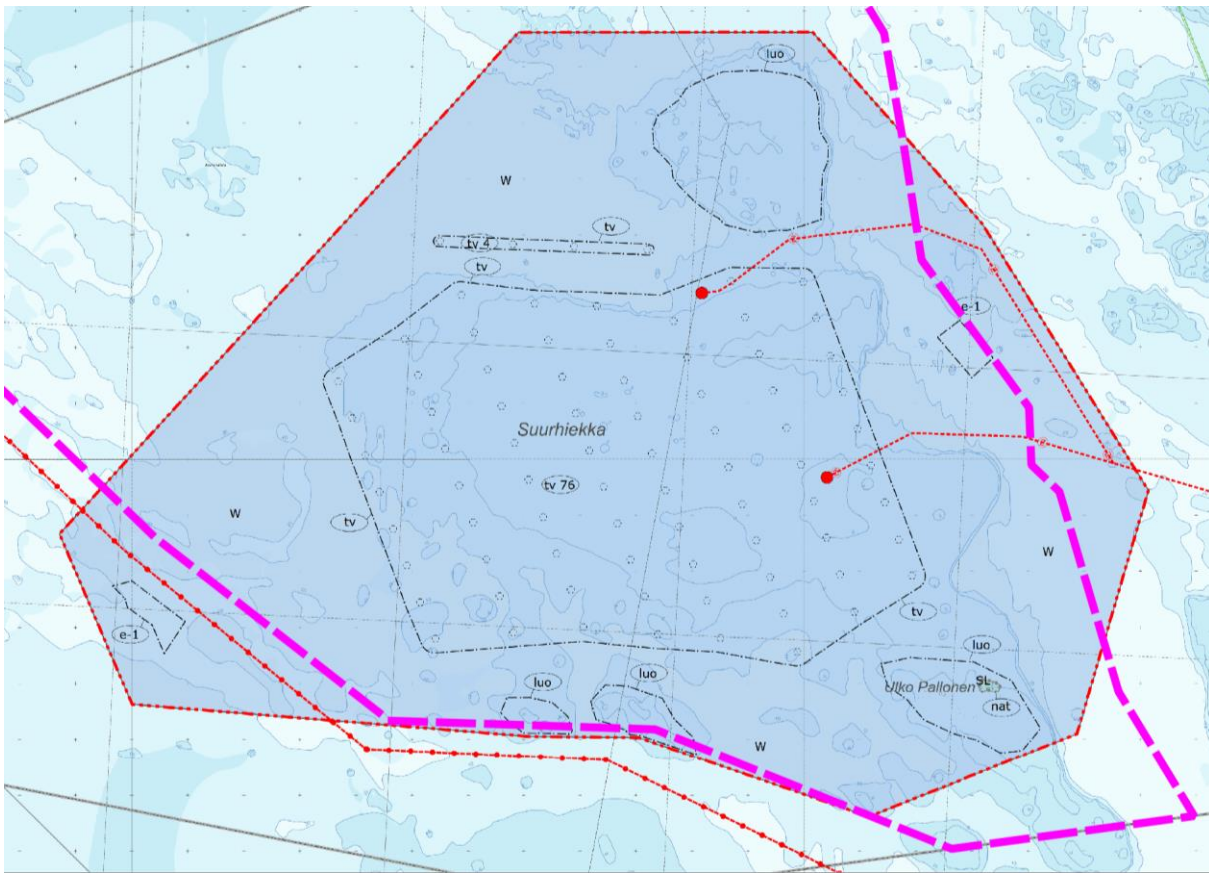 luo
W
tv
tv 4
tv
e-1
Suurhiekka
tv 76
W
tv
W
tv
e-1
luo
luo
luo
SL
Ulko Pallonen
nat
W